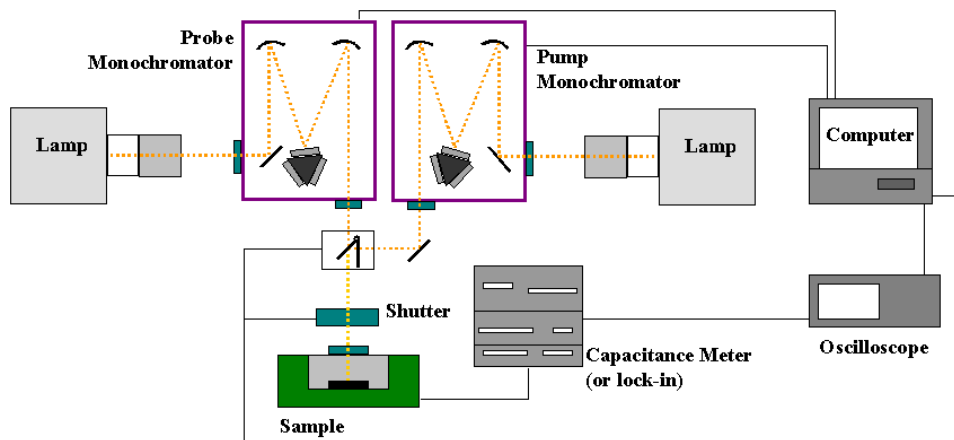 Probe
Monochromator
Pump
Monochromator
Lamp
Lamp
Computer
Shutter
Capacitance Meter
(or lock-in)
Oscilloscope
Sample